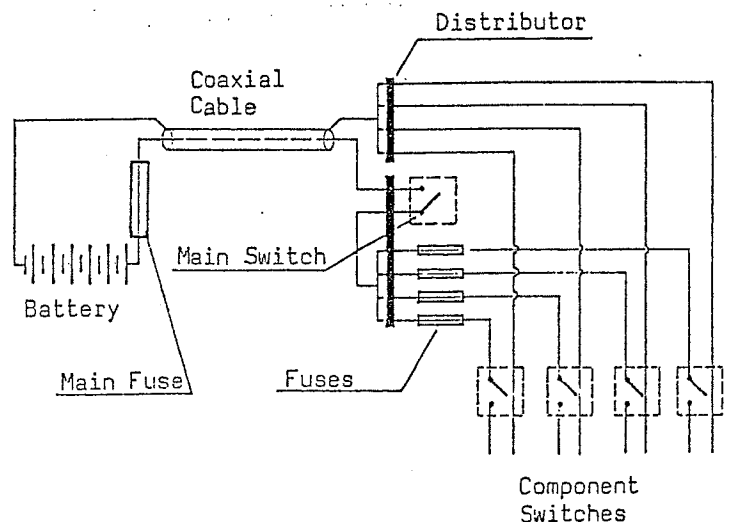 Distributor
Coaxial
Cable
Main Switch
Battery
Main Fuse
Fuses
Component
Switches